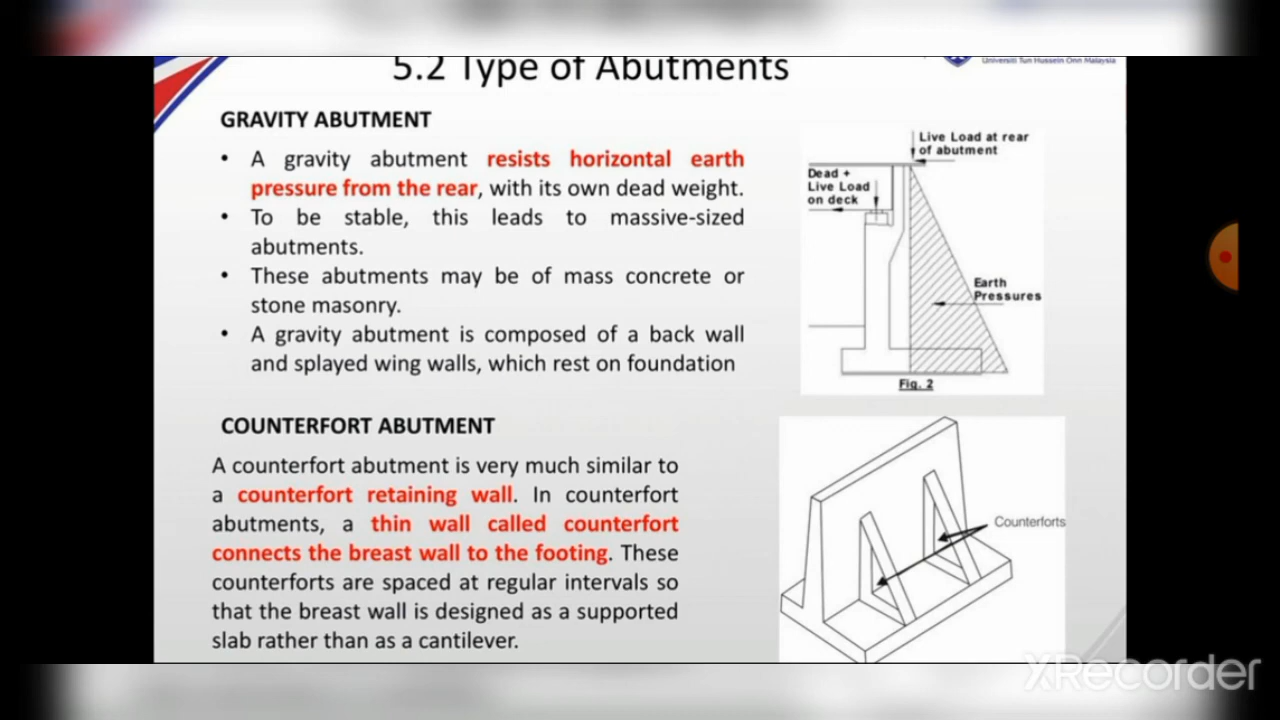 Universiti Tun Hussein Onn Malaysia
5.2 Type of Abutments
GRAVITY ABUTMENT
• A gravity abutment resists horizontal earth
pressure from the rear, with its own dead weight.
• To be stable, this leads to massive-sized
abutments.
• These abutments may be of mass concrete or
stone masonry.
• A gravity abutment is composed of a back wall
and splayed wing walls, which rest on foundation
Live Load at rear
of abutment
Dead +
Live Load
on deck
Earth
Pressures
Fig. 2
COUNTERFORT ABUTMENT
A counterfort abutment is very much similar to
a counterfort retaining wall. In counterfort
abutments, a thin wall called counterfort
connects the breast wall to the footing. These
counterforts are spaced at regular intervals so
that the breast wall is designed as a supported
slab rather than as a cantilever.
Counterforts
XRecorder